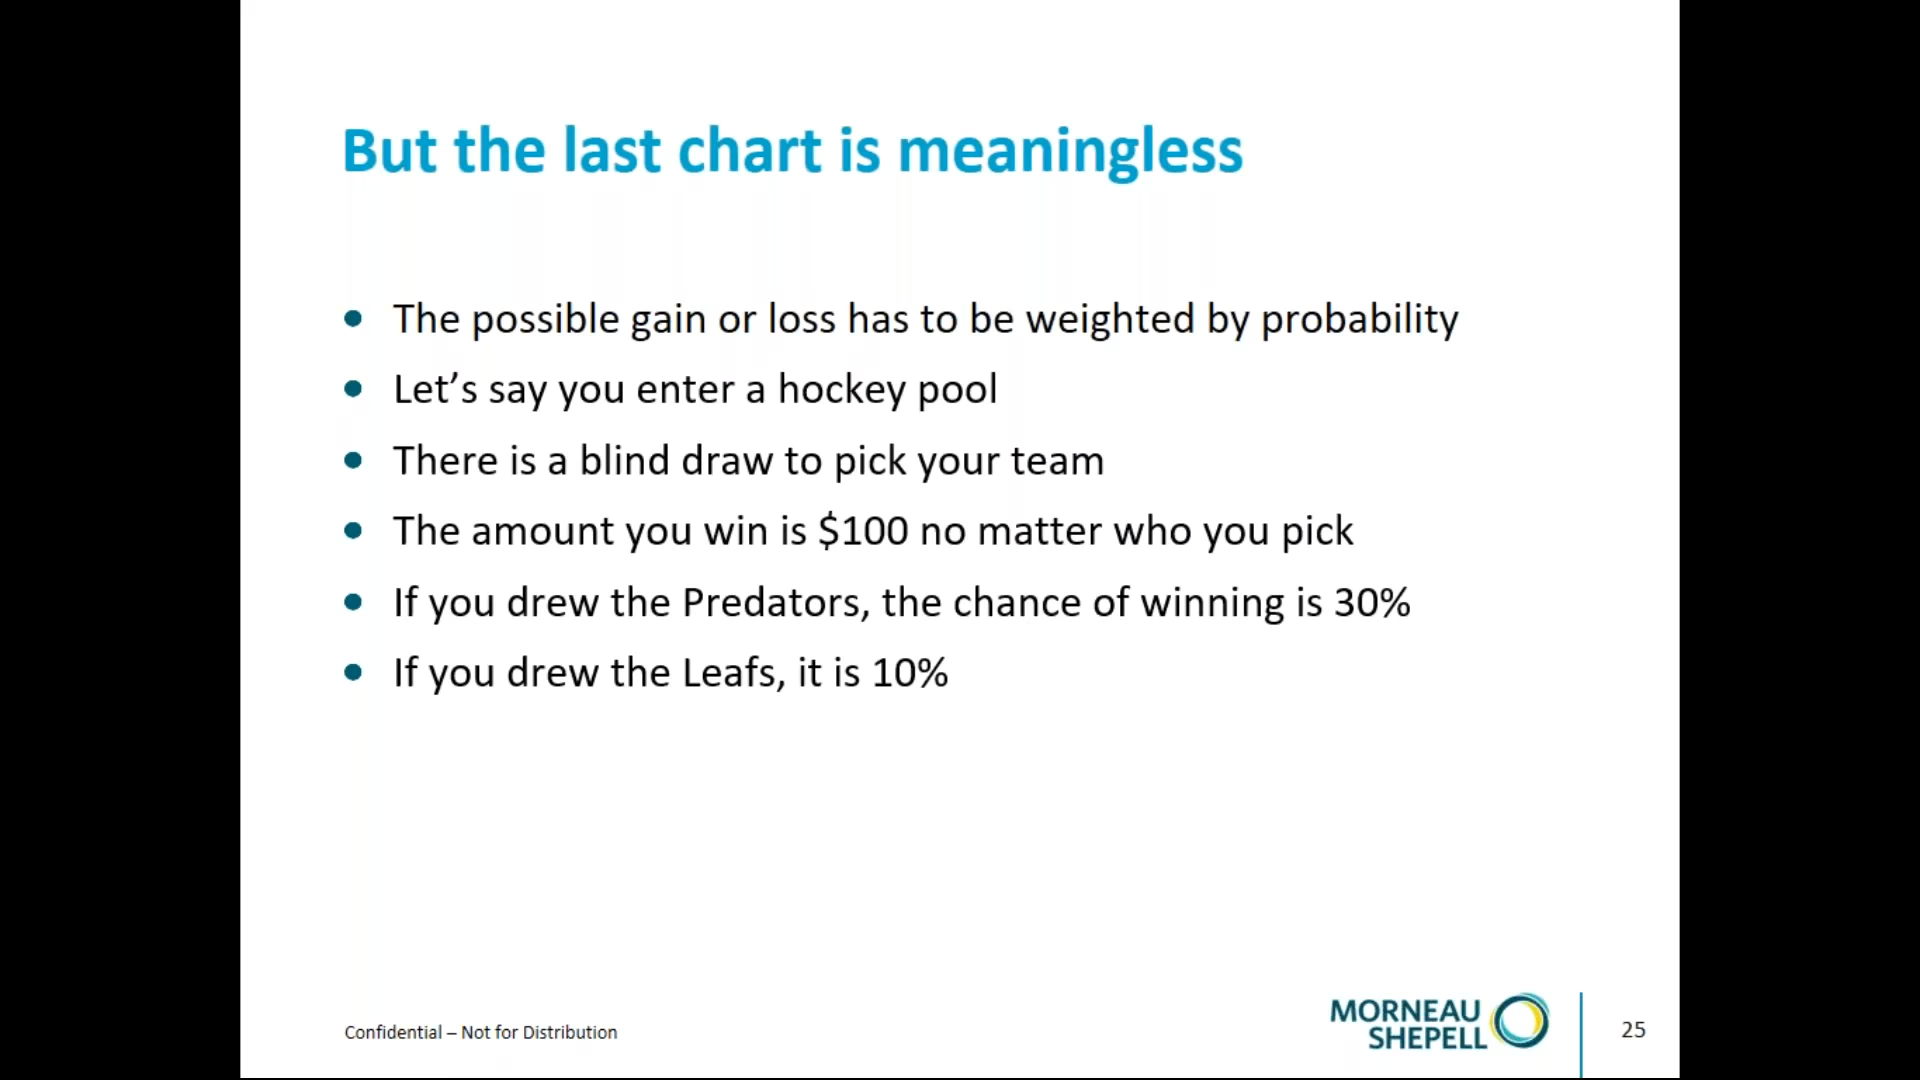 But the last chart is meaningless
• The possible gain or loss has to be weighted by probability
• Let’s say you enter a hockey pool
• There is a blind draw to pick your team
• The amount you win is $100 no matter who you pick
• If you drew the Predators, the chance of winning is 30%
• If you drew the Leafs, it is 10%
Confidential – Not for Distribution
MORNEAU
SHEPELL
25